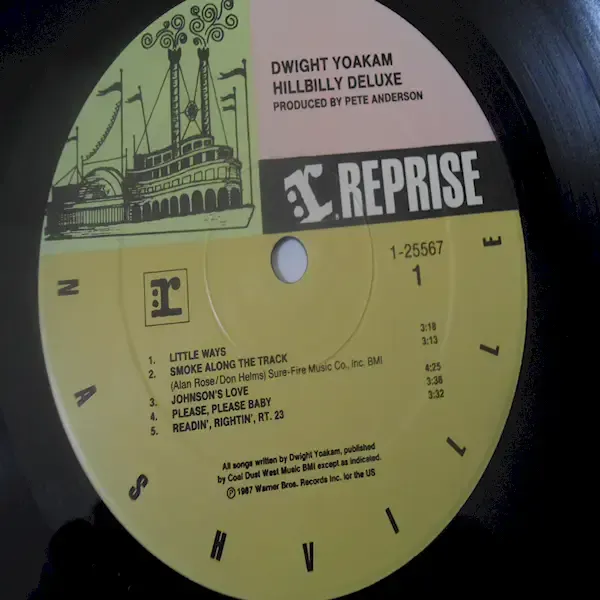 DWIGHT YOAKAM
HILLBILLY DELUXE
PRODUCED BY PETE ANDERSON
r. REPRISE
1-25567
1
r
1. LITTLE WAYS 3:18
2. SMOKE ALONG THE TRACK 3:13
(Alan Rose/Don Helms) Sure-Fire Music Co., Inc. BMI
3. JOHNSON'S LOVE 4:25
4. PLEASE, PLEASE BABY 3:36
5. READIN', RIGHTIN', RT. 23 3:32
All songs written by Dwight Yoakam, published
by Coal Dust West Music BMI except as indicated.
℗1987 Warner Bros. Records Inc. for the US
NASHVILLE